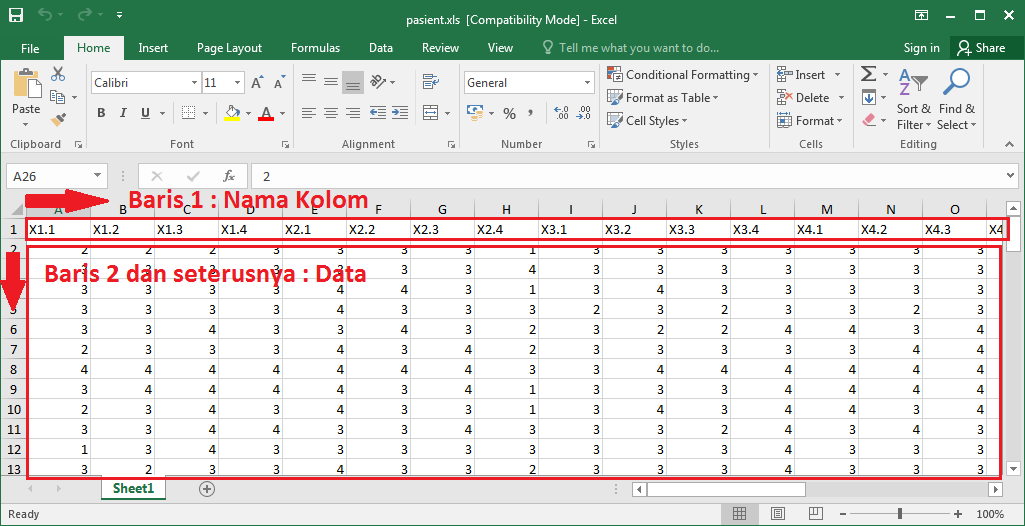 pasient.xls [Compatibility Mode] - Excel
File Home Insert Page Layout Formulas Data Review View Tell me what you want to do... Sign in Share
Calibri 11 General Conditional Formatting Insert
Paste B I U A Format as Table Delete Sort & Find &
% , Cell Styles Format Filter Select
Clipboard Font Alignment Number Styles Cells Editing
A26 fx 2
Baris 1 : Nama Kolom
A B C D E F G H I J K L M N O
1 X1.1 X1.2 X1.3 X1.4 X2.1 X2.2 X2.3 X2.4 X3.1 X3.2 X3.3 X3.4 X4.1 X4.2 X4.3 X4
2 2 2 2 3 3 3 3 1 3 3 3 3 3 3 3
Baris 2 dan seterusnya : Data
3 3 4 3 3 3 3 3 3 3
3 3 3 3 4 4 3 1 3 4 3 3 3 3 3
5 3 3 3 3 4 3 3 3 2 3 2 3 3 2 3
6 3 3 4 3 3 4 3 2 3 2 2 4 4 3 4
7 2 3 3 3 4 3 4 2 3 3 3 3 3 4 4
8 4 4 4 4 4 4 4 3 3 4 4 4 4 4 4
9 3 4 4 4 4 3 4 1 3 3 3 4 4 4 4
10 2 3 4 3 4 3 3 1 3 4 3 4 4 3 4
11 3 3 4 4 3 3 4 3 3 3 2 4 3 4 3
12 1 3 4 3 3 3 3 3 3 3 3 4 3 3 3
13 3 2 3 3 4 3 3 2 3 3 3 4 3 3 3
Sheet1
Ready 100%